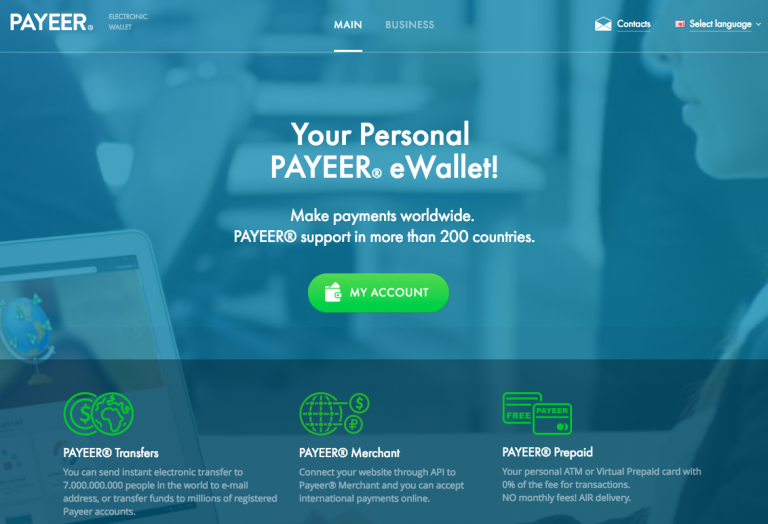 PAYEER®
ELECTRONIC
WALLET
MAIN
BUSINESS
Contacts
Select language
Your Personal
PAYEER® eWallet!
Make payments worldwide.
PAYEER® support in more than 200 countries.
MY ACCOUNT
$
PAYEER® Transfers
You can send instant electronic transfer to
7.000.000.000 people in the world to e-mail
address, or transfer funds to millions of registered
Payeer accounts.
$
₽
PAYEER® Merchant
Connect your website through API to
Payeer® Merchant and you can accept
international payments online.
FREE
PAYEER
PAYEER® Prepaid
Your personal ATM or Virtual Prepaid card with
0% of the fee for transactions.
NO monthly fees! AIR delivery.